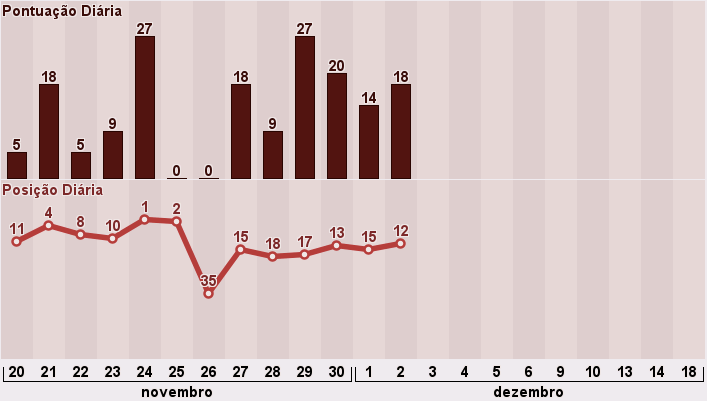 Pontuação Diária
5 18 5 9 27 0 0 18 9 27 20 14 18
Posição Diária
11 4 8 10 1 2 35 15 18 17 13 15 12
20 21 22 23 24 25 26 27 28 29 30 1 2 3 4 5 6 9 10 13 14 18
novembro dezembro